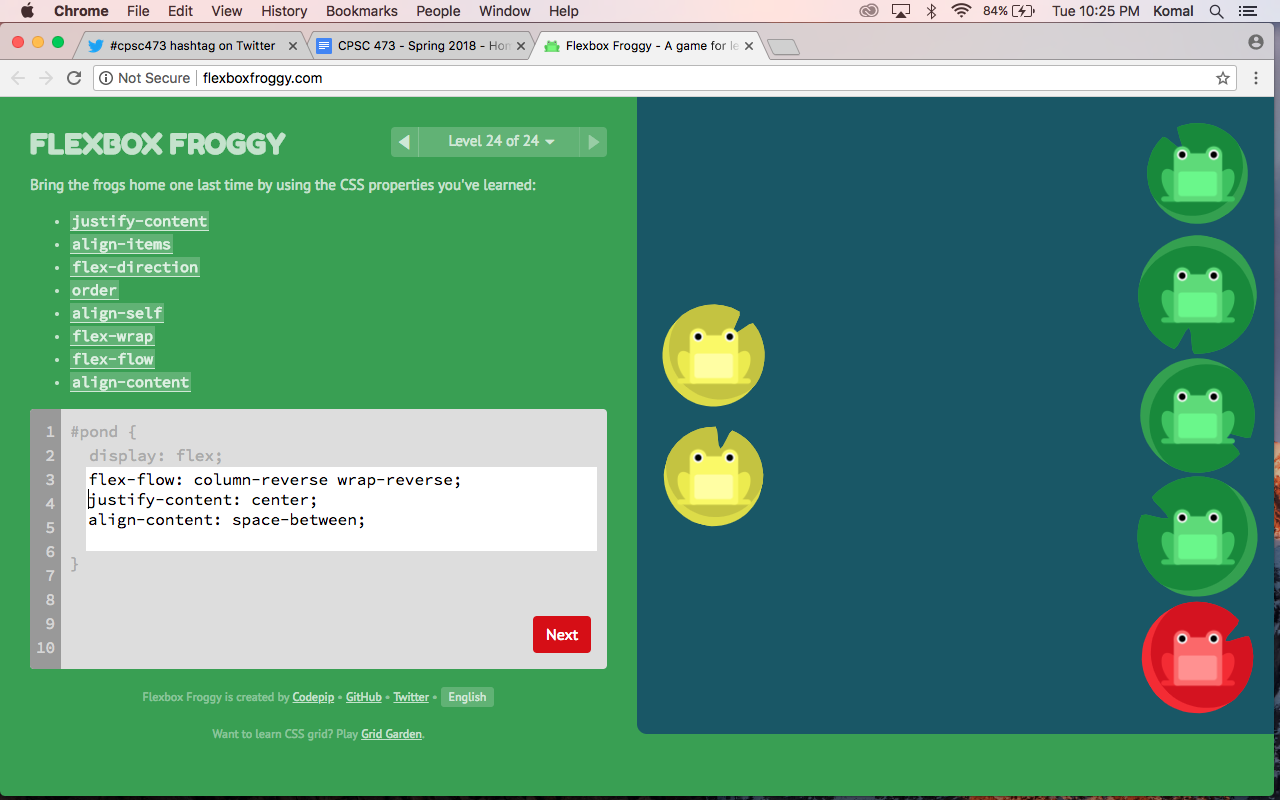 Chrome File Edit View History Bookmarks People Window Help 84% Tue 10:25 PM Komal
#cpsc473 hashtag on Twitter CPSC 473 - Spring 2018 - Hom Flexbox Froggy - A game for le
Not Secure flexboxfroggy.com
FLEXBOX FROGGY
Level 24 of 24
Bring the frogs home one last time by using the CSS properties you've learned:
• justify-content
• align-items
• flex-direction
• order
• align-self
• flex-wrap
• flex-flow
• align-content
1 #pond {
2 display: flex;
3 flex-flow: column-reverse wrap-reverse;
4 justify-content: center;
5 align-content: space-between;
6 }
7
8
9
10
Next
Flexbox Froggy is created by Codepip • GitHub • Twitter • English
Want to learn CSS grid? Play Grid Garden.